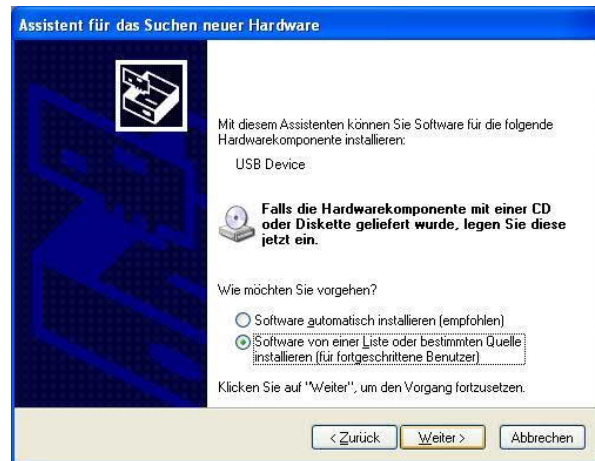 Assistent für das Suchen neuer Hardware
Mit diesem Assistenten können Sie Software für die folgende
Hardwarekomponente installieren:
USB Device
Falls die Hardwarekomponente mit einer CD
oder Diskette geliefert wurde, legen Sie diese
jetzt ein.
Wie möchten Sie vorgehen?
Software automatisch installieren (empfohlen)
Software von einer Liste oder bestimmten Quelle
installieren (für fortgeschrittene Benutzer)
Klicken Sie auf "Weiter", um den Vorgang fortzusetzen.
< Zurück Weiter > Abbrechen